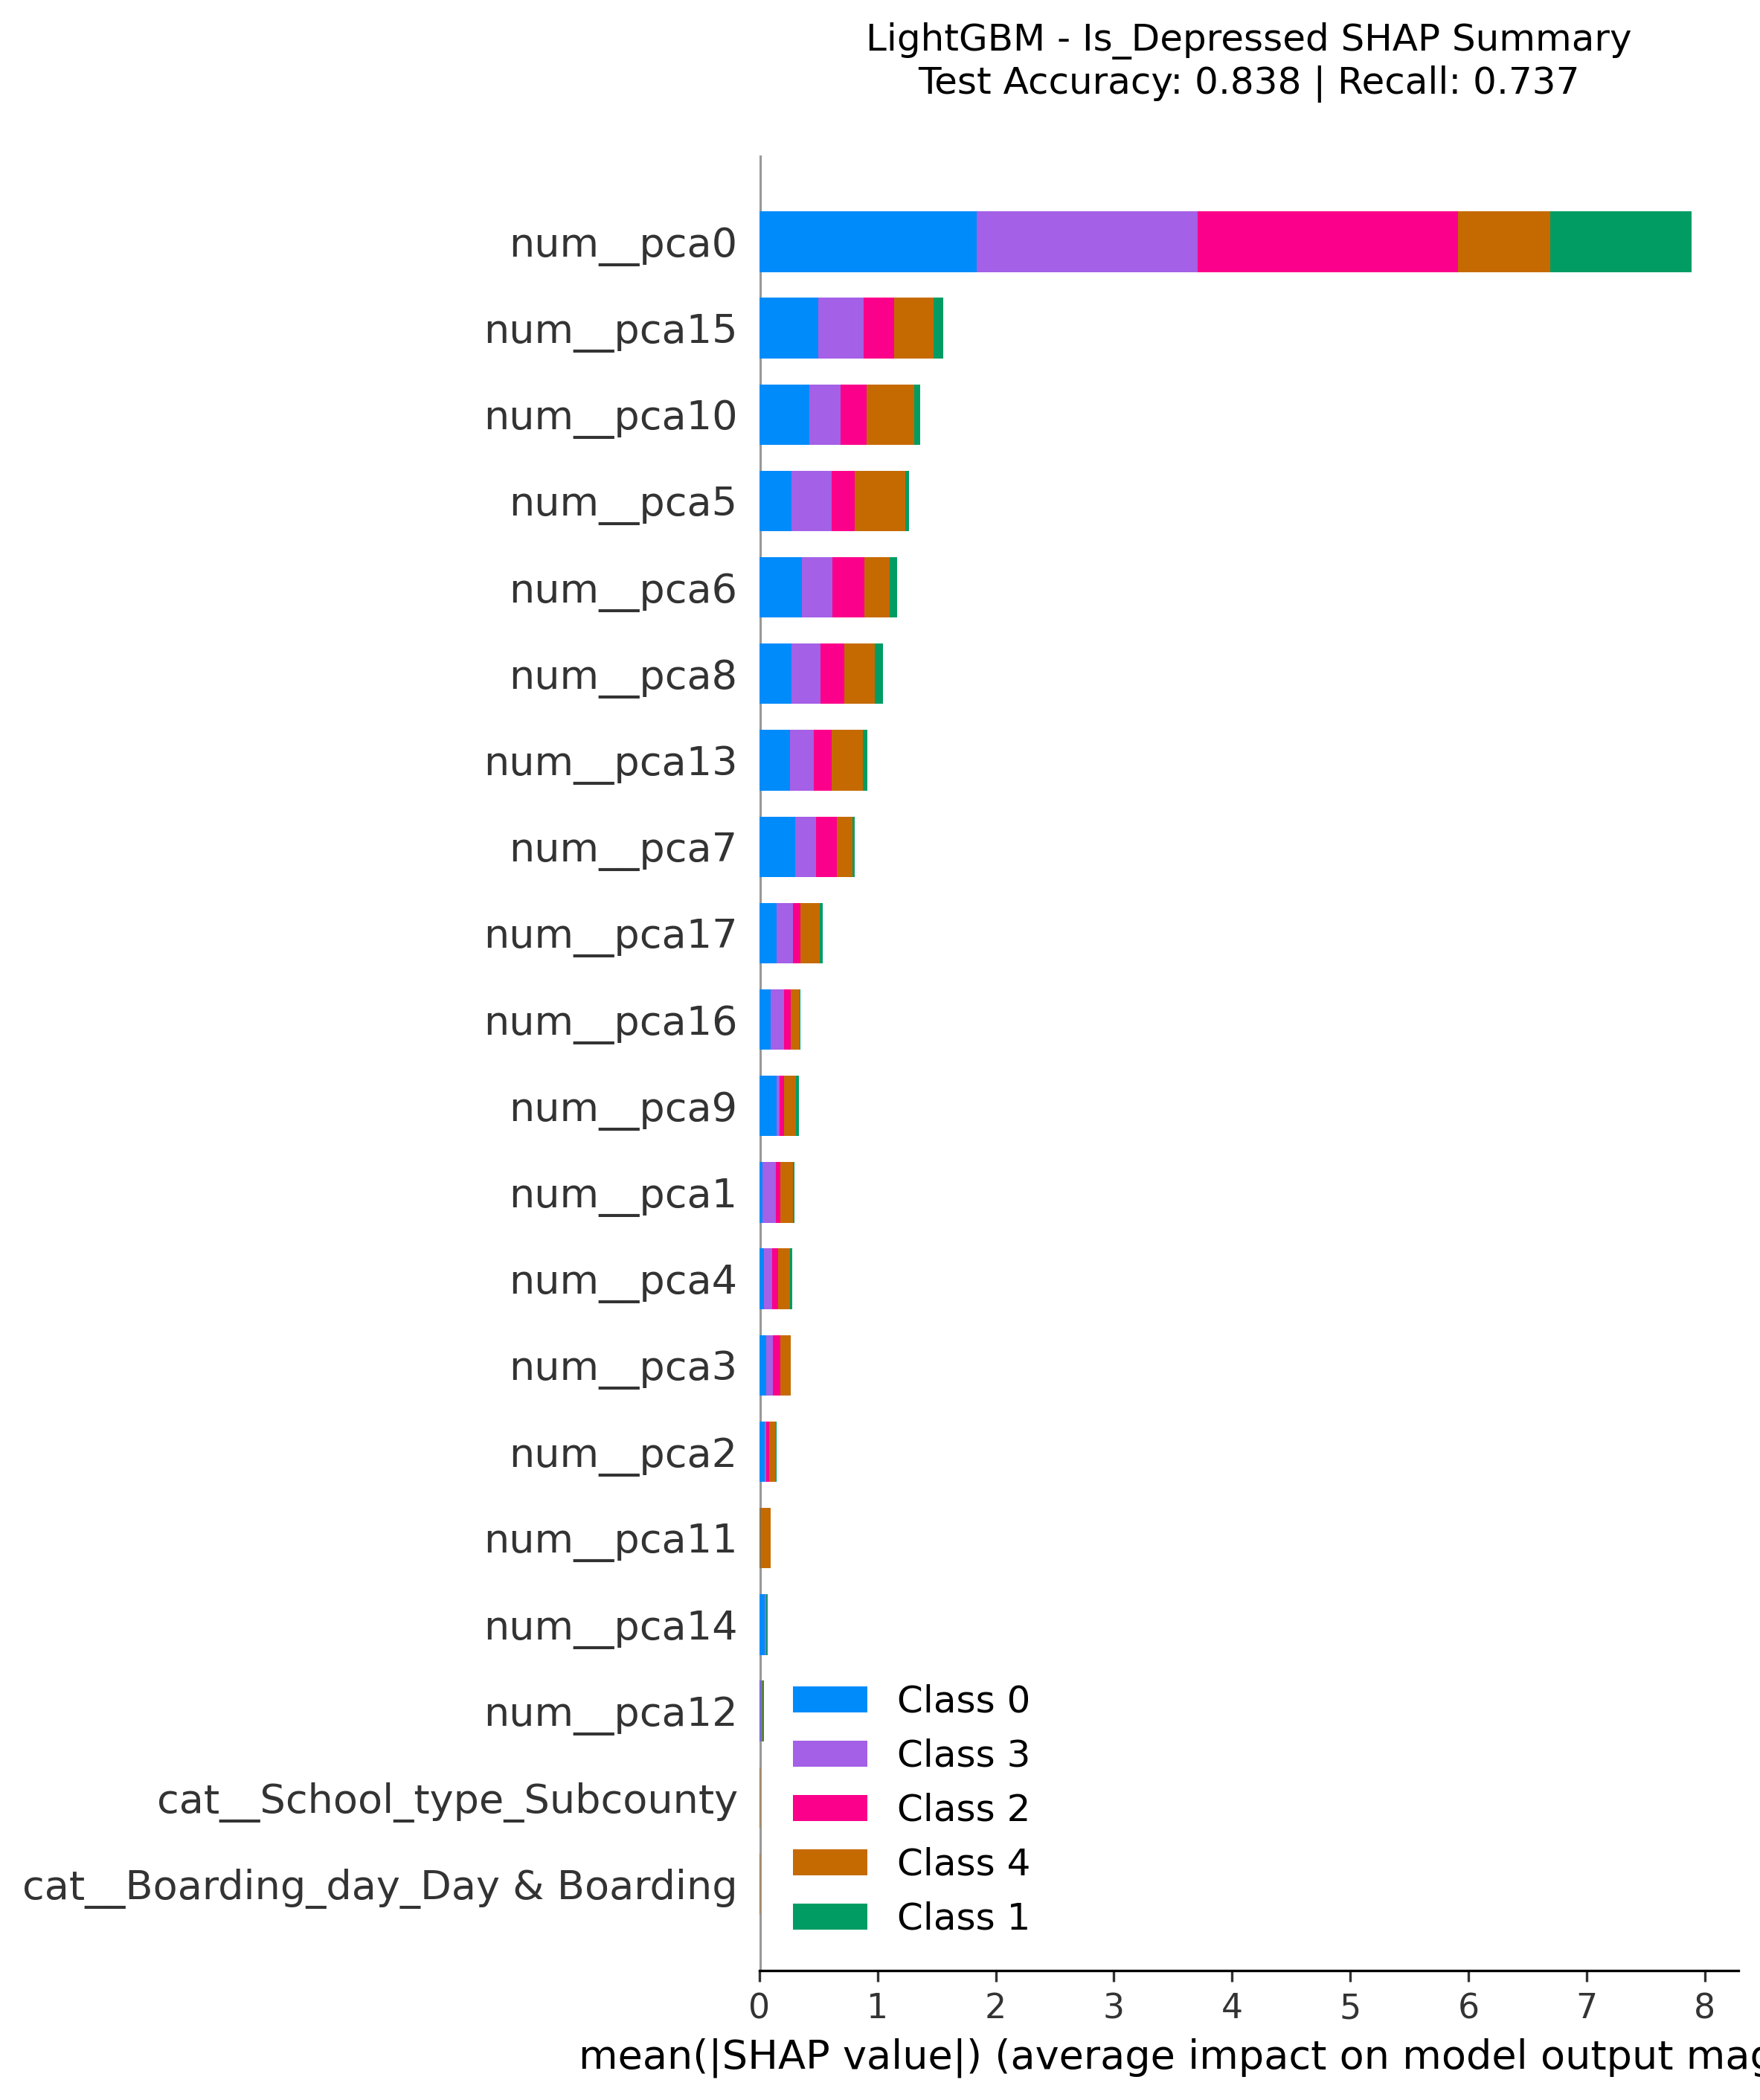 LightGBM - Is_Depressed SHAP Summary
Test Accuracy: 0.838 | Recall: 0.737
num__pca0
num__pca15
num__pca10
num__pca5
num__pca6
num__pca8
num__pca13
num__pca7
num__pca17
num__pca16
num__pca9
num__pca1
num__pca4
num__pca3
num__pca2
num__pca11
num__pca14
num__pca12
cat__School_type_Subcounty
cat__Boarding_day_Day & Boarding
Class 0
Class 3
Class 2
Class 4
Class 1
0 1 2 3 4 5 6 7 8
mean(|SHAP value|) (average impact on model output mag